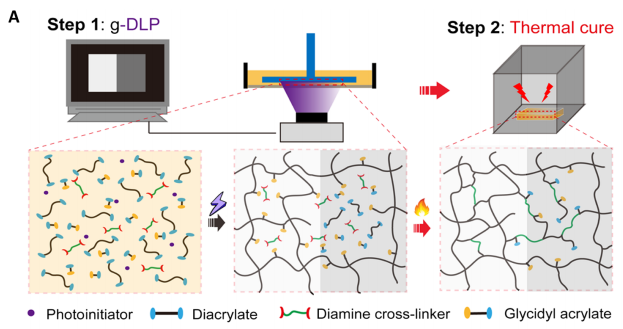 A
Step 1: g-DLP
Step 2: Thermal cure
Photoinitiator
Diacrylate
Diamine cross-linker
Glycidyl acrylate